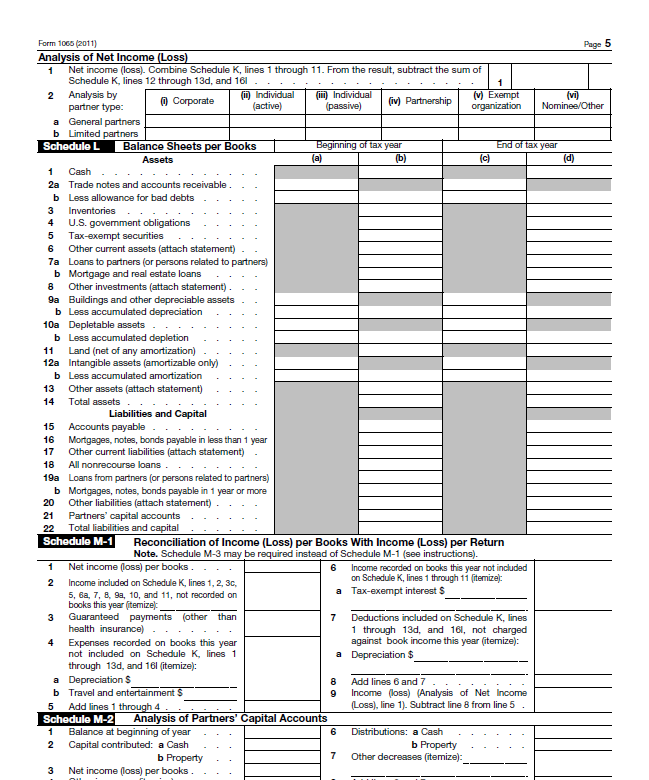 Form 1065 (2011) Page 5
Analysis of Net Income (Loss)
1 Net income (loss). Combine Schedule K, lines 1 through 11. From the result, subtract the sum of
Schedule K, lines 12 through 13d, and 16l . . . . . . . . . . . . . . . . . . 1
2 Analysis by
partner type:
(i) Corporate
(ii) Individual
(active)
(iii) Individual
(passive)
(iv) Partnership
(v) Exempt
organization
(vi)
Nominee/Other
a General partners
b Limited partners
Schedule L Balance Sheets per Books Beginning of tax year End of tax year
Assets (a) (b) (c) (d)
1 Cash . . . . . . . . . . . .
2a Trade notes and accounts receivable . . .
b Less allowance for bad debts . . . . .
3 Inventories . . . . . . . . . .
4 U.S. government obligations . . . . .
5 Tax-exempt securities . . . . . .
6 Other current assets (attach statement) . .
7a Loans to partners (or persons related to partners)
b Mortgage and real estate loans . . . .
8 Other investments (attach statement) . . .
9a Buildings and other depreciable assets . .
b Less accumulated depreciation . . . .
10a Depletable assets . . . . . . . .
b Less accumulated depletion . . . . .
11 Land (net of any amortization) . . . . .
12a Intangible assets (amortizable only) . . .
b Less accumulated amortization . . . .
13 Other assets (attach statement) . . . .
14 Total assets . . . . . . . . . .
Liabilities and Capital
15 Accounts payable . . . . . . . .
16 Mortgages, notes, bonds payable in less than 1 year
17 Other current liabilities (attach statement) .
18 All nonrecourse loans . . . . . . .
19a Loans from partners (or persons related to partners)
b Mortgages, notes, bonds payable in 1 year or more
20 Other liabilities (attach statement) . . . .
21 Partners' capital accounts . . . . . .
22 Total liabilities and capital . . . . . .
Schedule M-1 Reconciliation of Income (Loss) per Books With Income (Loss) per Return
Note. Schedule M-3 may be required instead of Schedule M-1 (see instructions).
1 Net income (loss) per books . . . .
2 Income included on Schedule K, lines 1, 2, 3c,
5, 6a, 7, 8, 9a, 10, and 11, not recorded on
books this year (itemize):
3 Guaranteed payments (other than
health insurance) . . . . . . .
4 Expenses recorded on books this year
not included on Schedule K, lines 1
through 13d, and 16l (itemize):
a Depreciation $
b Travel and entertainment $
5 Add lines 1 through 4 . . . . . .
6 Income recorded on books this year not included
on Schedule K, lines 1 through 11 (itemize):
a Tax-exempt interest $
7 Deductions included on Schedule K, lines
1 through 13d, and 16l, not charged
against book income this year (itemize):
a Depreciation $
8 Add lines 6 and 7 . . . . . . . .
9 Income (loss) (Analysis of Net Income
(Loss), line 1). Subtract line 8 from line 5 .
Schedule M-2 Analysis of Partners' Capital Accounts
1 Balance at beginning of year . . .
2 Capital contributed: a Cash . . .
b Property . .
3 Net income (loss) per books . . . .
6 Distributions: a Cash . . . . . .
b Property . . . . .
7 Other decreases (itemize):